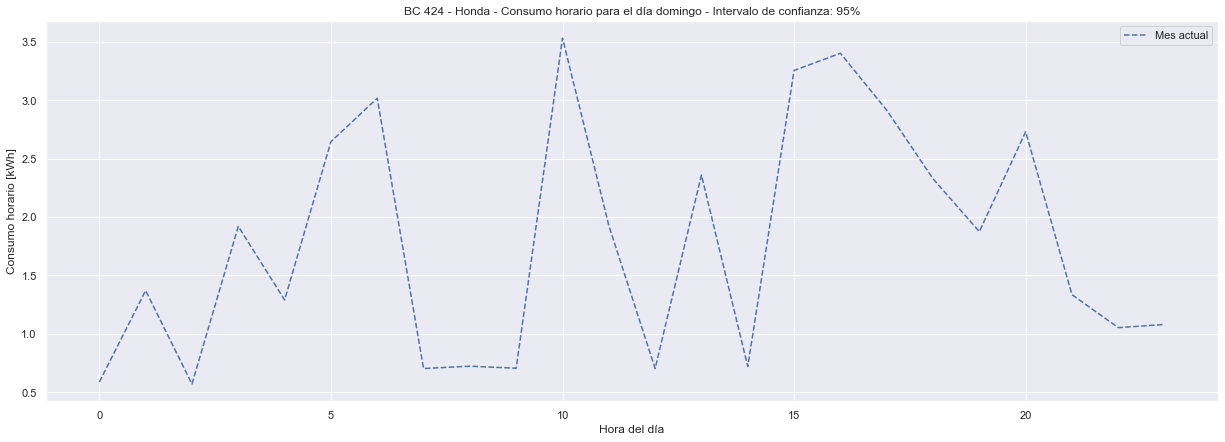 BC 424 - Honda - Consumo horario para el día domingo - Intervalo de confianza: 95%
Mes actual
Consumo horario [kWh]
3.5
3.0
2.5
2.0
1.5
1.0
0.5
0 5 10 15 20
Hora del día